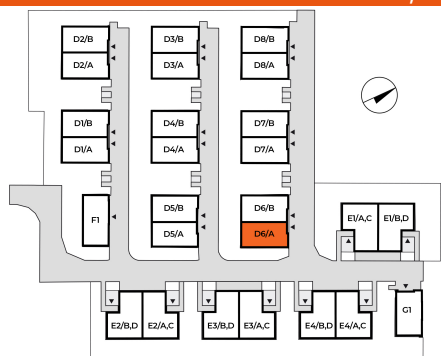 D2/B
D3/B
D8/B
D2/A
D3/A
D8/A
D1/B
D4/B
D7/B
D1/A
D4/A
D7/A
F1
D5/B
D6/B
D5/A
D6/A
E1/A,C
E1/B,D
E2/B,D
E2/A,C
E3/B,D
E3/A,C
E4/B,D
E4/A,C
G1